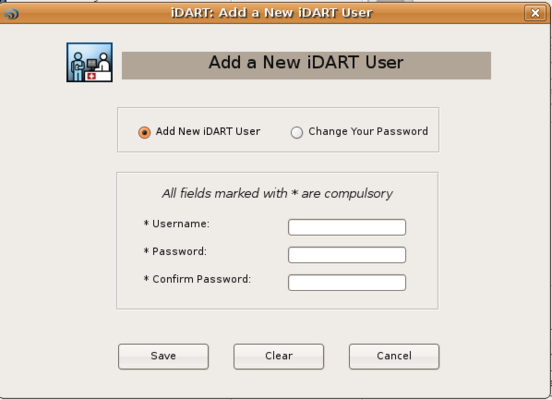 iDART: Add a New iDART User
Add a New iDART User
Add New iDART User
Change Your Password
All fields marked with * are compulsory
* Username:
* Password:
* Confirm Password:
Save
Clear
Cancel